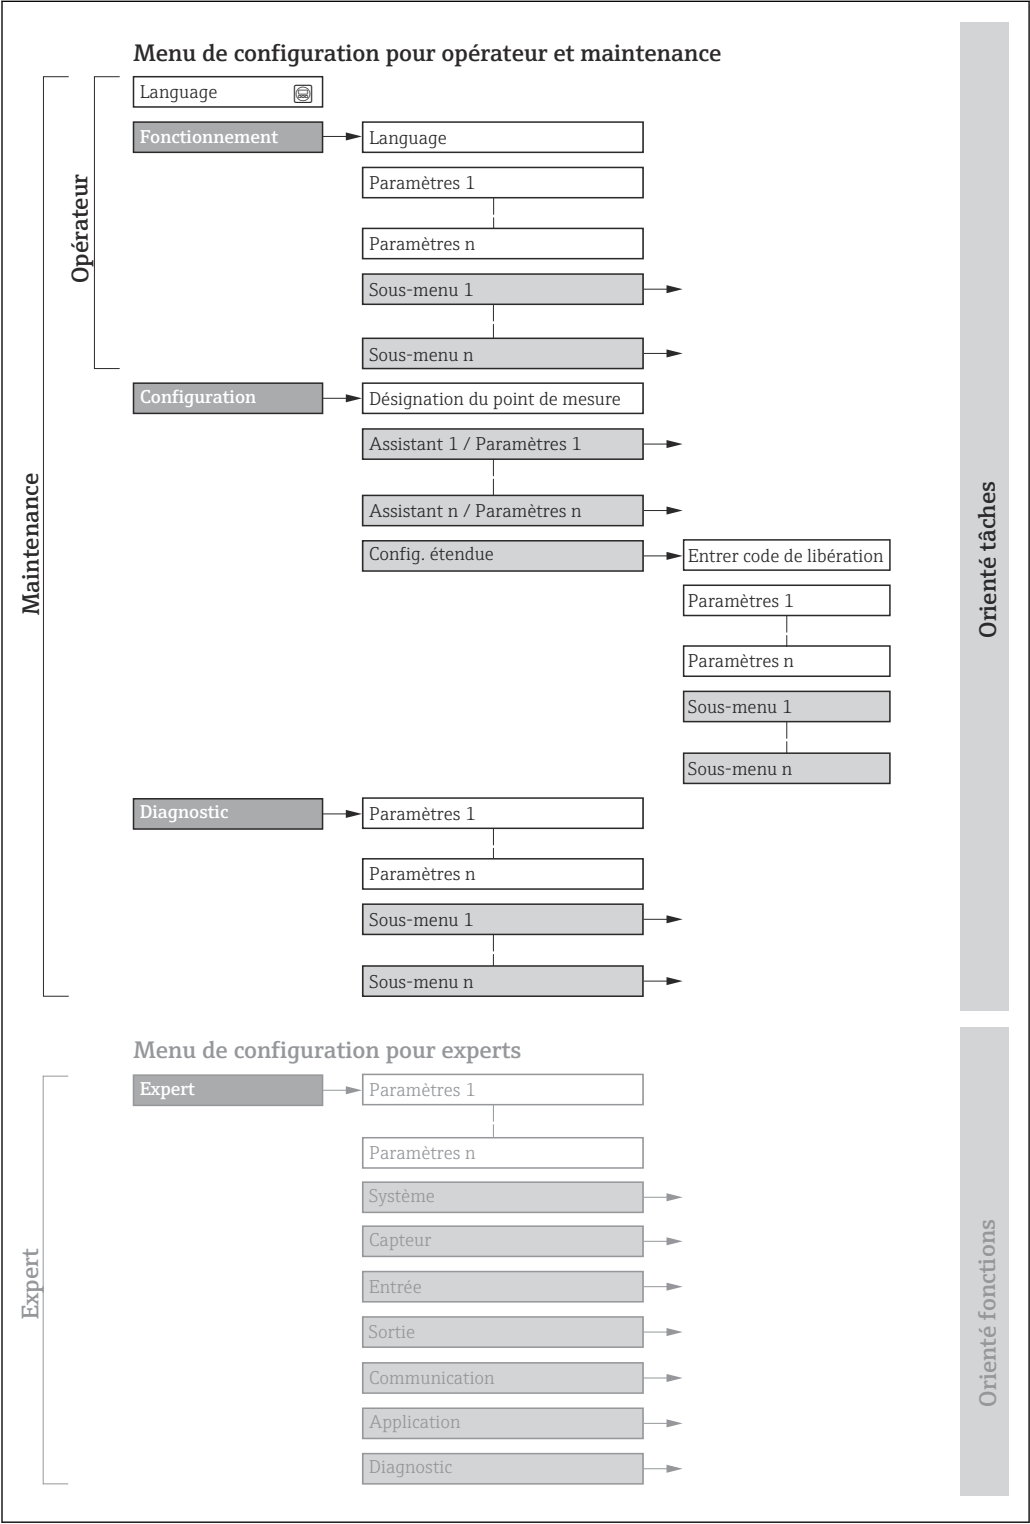 Menu de configuration pour opérateur et maintenance
Language
Fonctionnement
Language
Paramètres 1
Paramètres n
Sous-menu 1
Sous-menu n
Opérateur
Configuration
Désignation du point de mesure
Assistant 1 / Paramètres 1
Assistant n / Paramètres n
Config. étendue
Entrer code de libération
Paramètres 1
Paramètres n
Sous-menu 1
Sous-menu n
Maintenance
Orienté tâches
Diagnostic
Paramètres 1
Paramètres n
Sous-menu 1
Sous-menu n
Menu de configuration pour experts
Expert
Paramètres 1
Paramètres n
Système
Capteur
Entrée
Sortie
Communication
Application
Diagnostic
Expert
Orienté fonctions